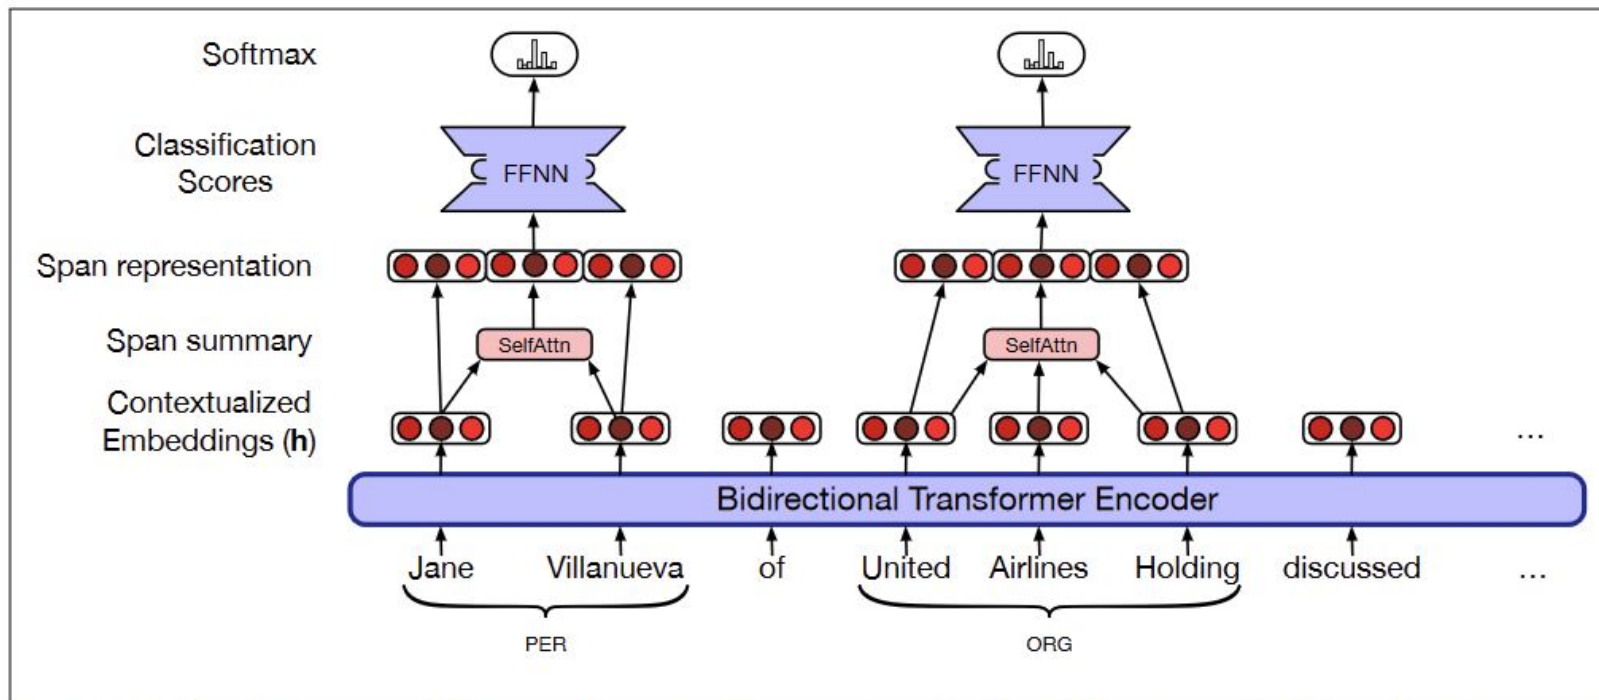 Softmax
Classification
Scores
FFNN FFNN
Span representation
Span summary
SelfAttn SelfAttn
Contextualized
Embeddings (h)
...
Bidirectional Transformer Encoder
Jane Villanueva of United Airlines Holding discussed ...
PER ORG